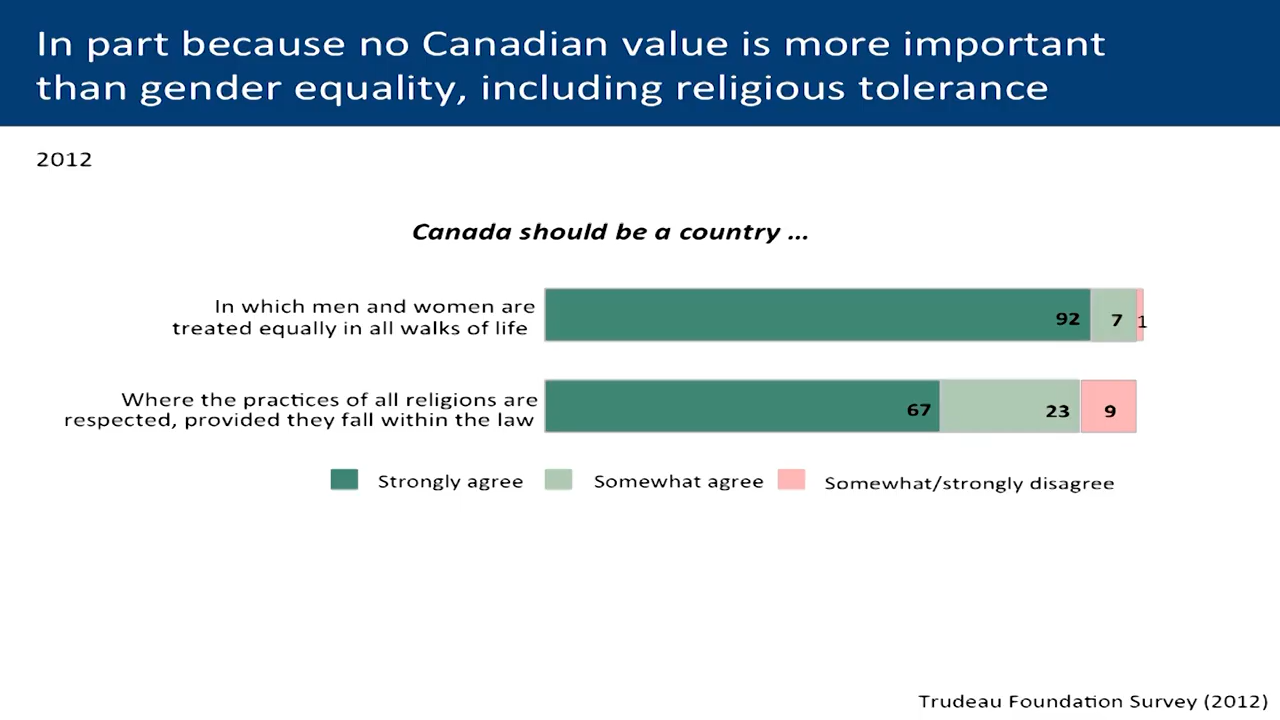 In part because no Canadian value is more important
than gender equality, including religious tolerance
2012
Canada should be a country ...
In which men and women are
treated equally in all walks of life
92 7 1
Where the practices of all religions are
respected, provided they fall within the law
67 23 9
Strongly agree Somewhat agree Somewhat/strongly disagree
Trudeau Foundation Survey (2012)